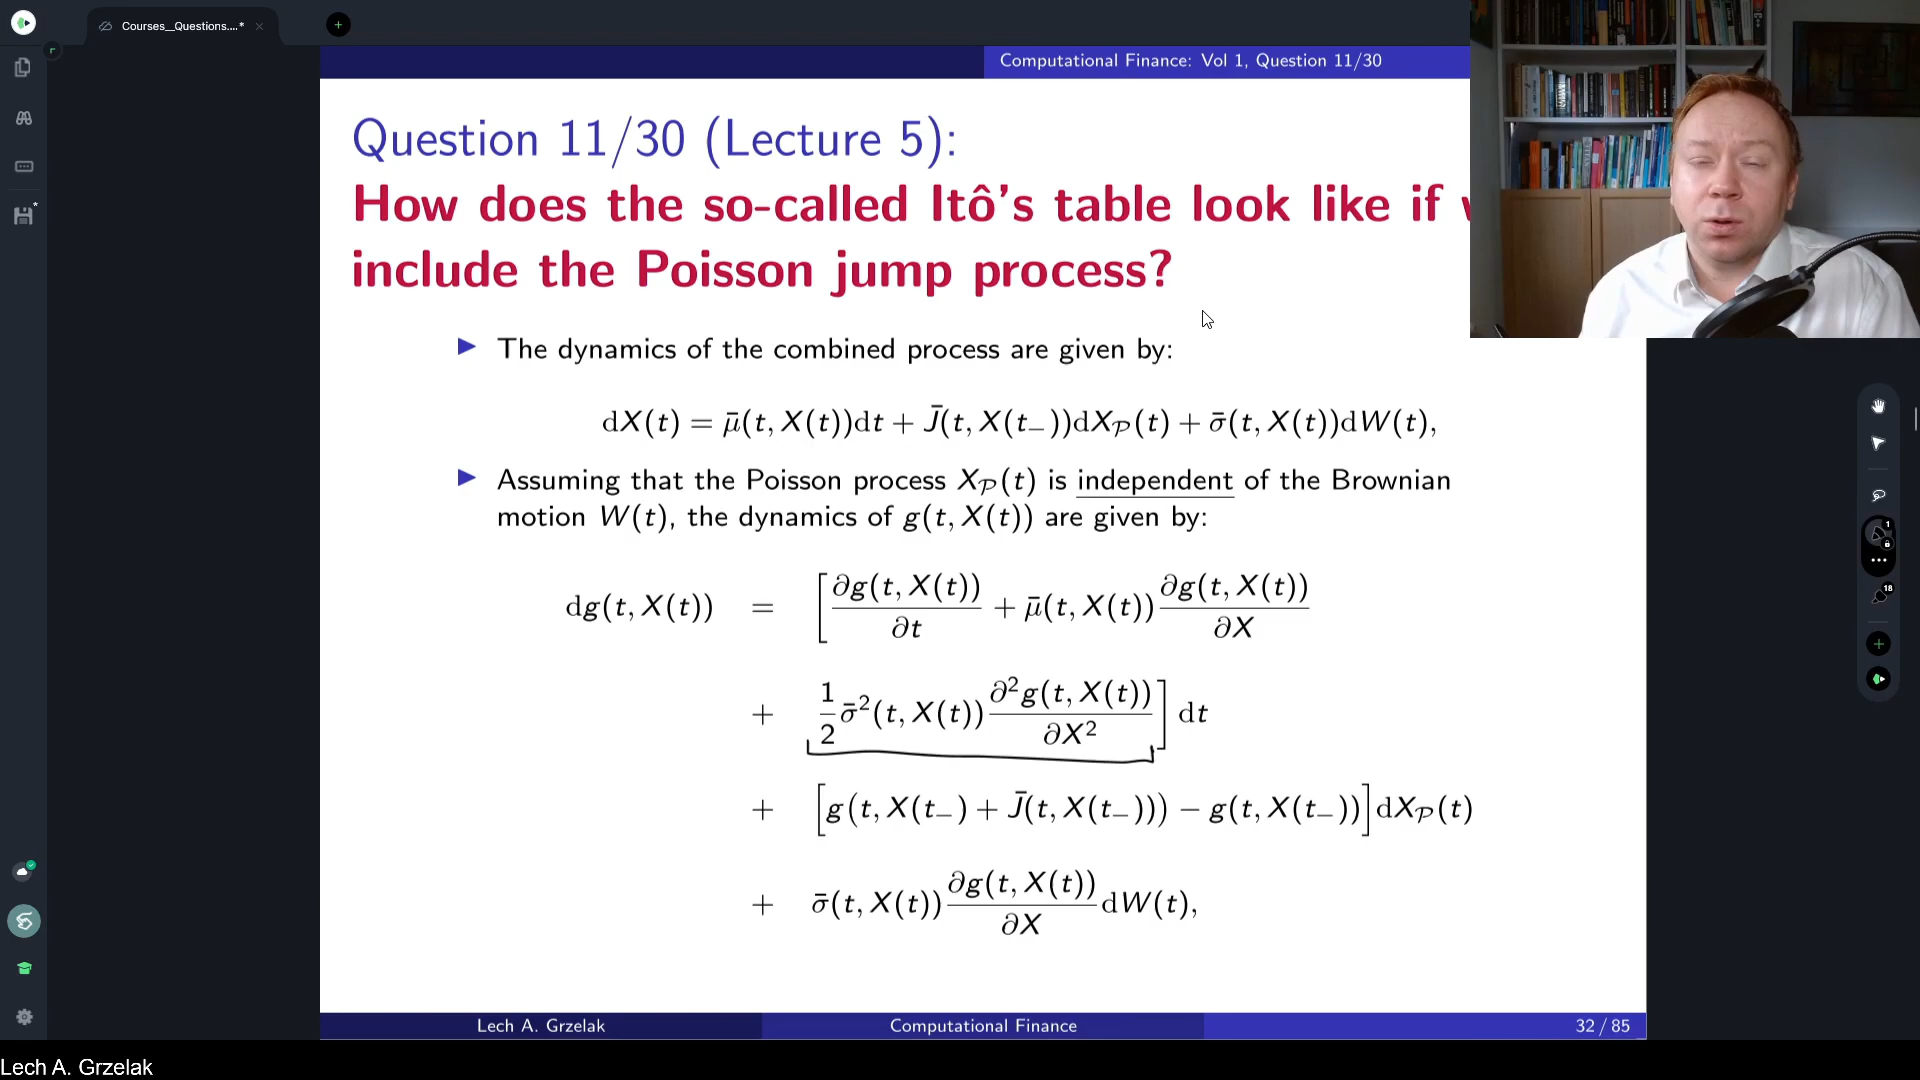 Courses__Questions....*
Computational Finance: Vol 1, Question 11/30
Question 11/30 (Lecture 5):
How does the so-called Itô's table look like if
include the Poisson jump process?
▶ The dynamics of the combined process are given by:
dX(t) = μ̄(t, X(t))dt + J̄(t, X(t₋))dX_𝒫(t) + σ̄(t, X(t))dW(t),
▶ Assuming that the Poisson process X_𝒫(t) is independent of the Brownian
motion W(t), the dynamics of g(t, X(t)) are given by:
dg(t, X(t)) = [ ∂g(t, X(t))/∂t + μ̄(t, X(t)) ∂g(t, X(t))/∂X
+ 1/2 σ̄²(t, X(t)) ∂²g(t, X(t))/∂X² ] dt
+ [g(t, X(t₋) + J̄(t, X(t₋))) − g(t, X(t₋))]dX_𝒫(t)
+ σ̄(t, X(t)) ∂g(t, X(t))/∂X dW(t),
1
18
Lech A. Grzelak
Computational Finance
32 / 85
Lech A. Grzelak